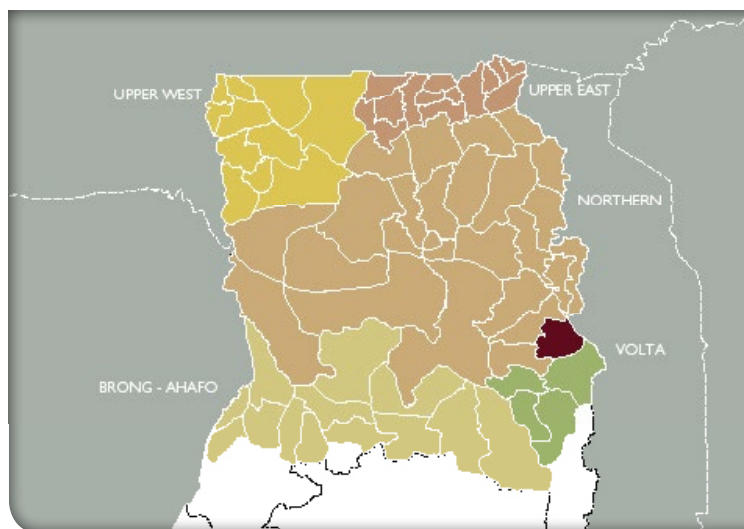 UPPER WEST
UPPER EAST
NORTHERN
VOLTA
BRONG - AHAFO